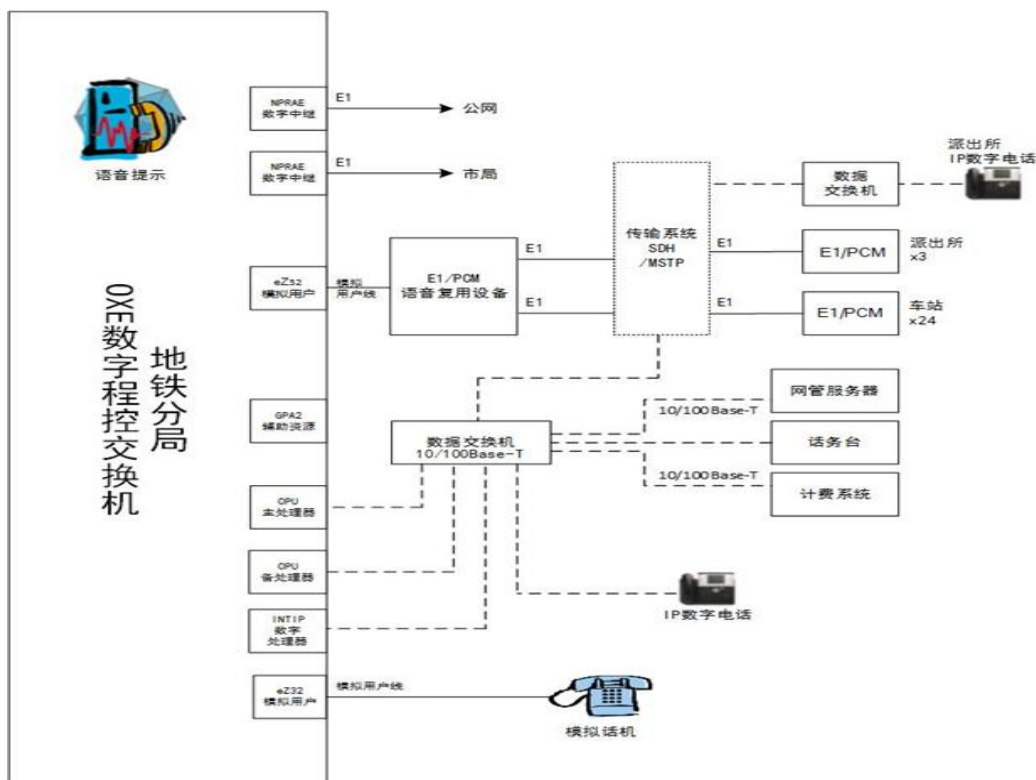 语音提示
OXE数字程控交换机
地铁分局
NPRAE
数字中继
E1
公网
NPRAE
数字中继
E1
市局
eZ32
模拟用户
模拟
用户线
E1/PCM
语音复用设备
E1
E1
传输系统
SDH
/MSTP
数据
交换机
派出所
IP数字电话
E1
E1/PCM
派出所
x3
E1
E1/PCM
车站
x24
GPA2
辅助资源
数据交换机
10/100Base-T
10/100Base-T
网管服务器
话务台
10/100Base-T
计费系统
CPU
主处理器
CPU
备处理器
INTIP
数字
处理器
IP数字电话
eZ32
模拟用户
模拟用户线
模拟话机